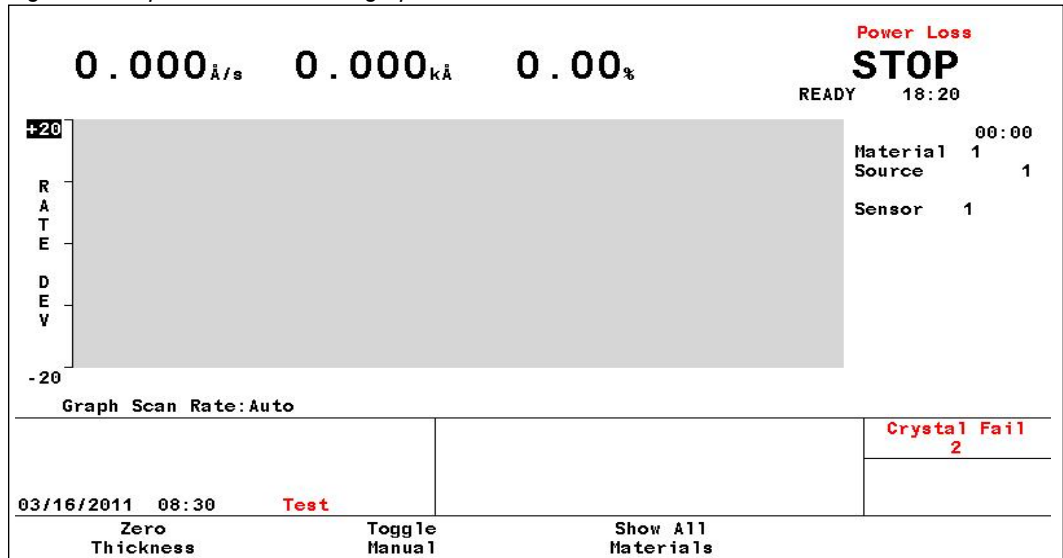 Power Loss
0.000Å/s 0.000kÅ 0.00% STOP
READY 18:20
+20
00:00
Material 1
Source 1
Sensor 1
RATE DEV
-20
Graph Scan Rate:Auto
Crystal Fail
2
03/16/2011 08:30 Test
Zero Thickness
Toggle Manual
Show All Materials